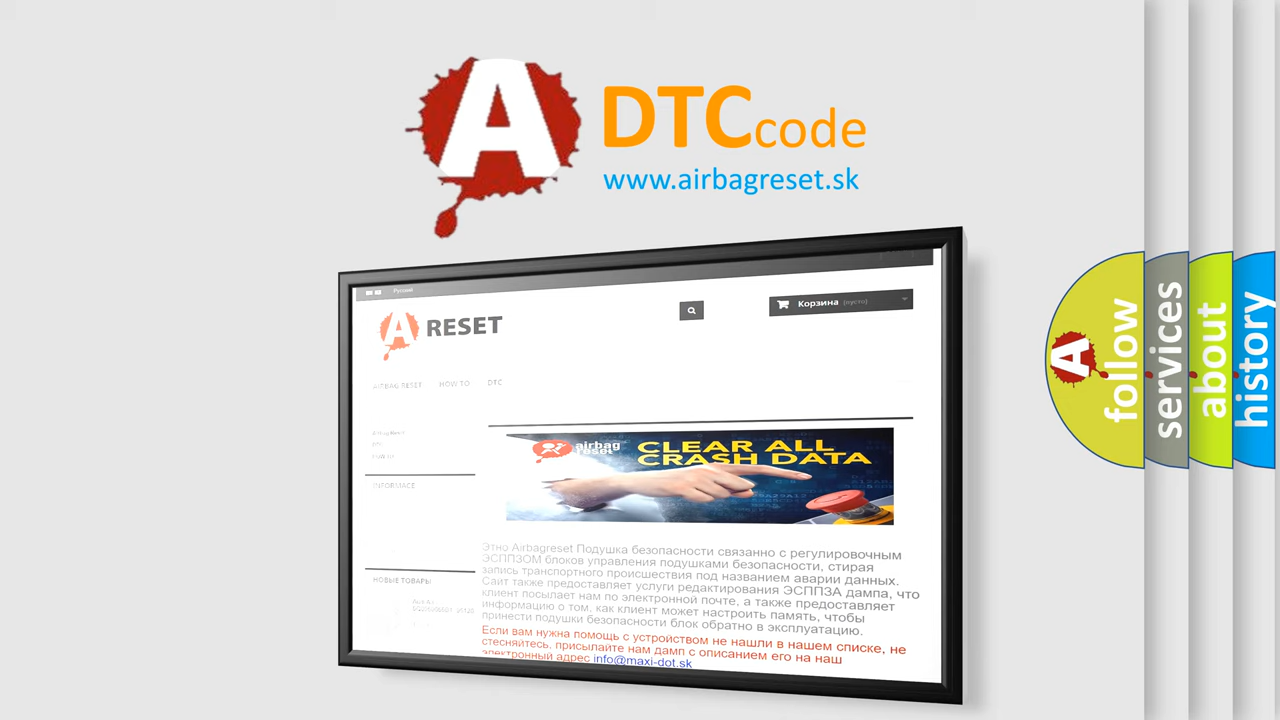 A
DTCcode
www.airbagreset.sk
Русский
A RESET
Корзина (пусто)
AIRBAG RESET HOW TO DTC
Airbag Reset
DTC
INFORMACE
airbag
reset
CLEAR ALL
CRASH DATA
Этно Airbagreset Подушка безопасности связанно с регулировочным
ЭСППЗОМ блоков управления подушками безопасности, стирая
запись транспортного происшествия под названием аварии данных.
Сайт также предоставляет услуги редактирования ЭСППЗА дампа, что
клиент посылает нам по электронной почте, а также предоставляет
информацию о том, как клиент может настроить память, чтобы
принести подушки безопасности блок обратно в эксплуатацию.
Если вам нужна помощь с устройством не нашли в нашем списке, не
стесняйтесь, присылайте нам дамп с описанием его на наш
электронный адрес info@maxi-dot.sk
НОВЫЕ ТОВАРЫ
A
follow
services
about
history